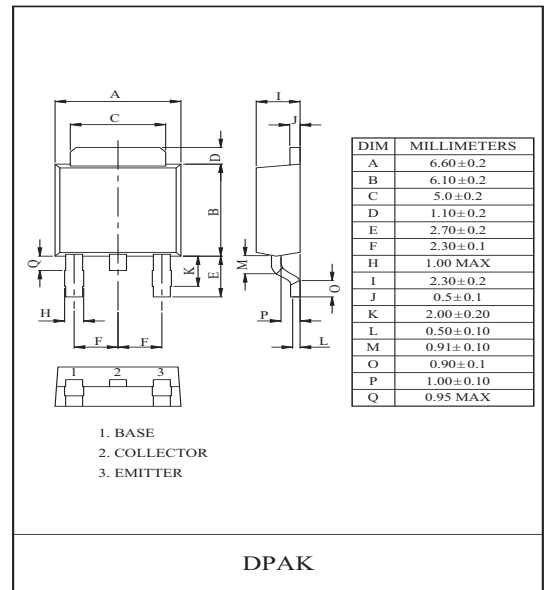 A
C
D
B
Q
K
E
H
F
F
1
2
3
I
J
M
O
P
L
DIM MILLIMETERS
A 6.60±0.2
B 6.10±0.2
C 5.0±0.2
D 1.10±0.2
E 2.70±0.2
F 2.30±0.1
H 1.00 MAX
I 2.30±0.2
J 0.5±0.1
K 2.00±0.20
L 0.50±0.10
M 0.91±0.10
O 0.90±0.1
P 1.00±0.10
Q 0.95 MAX
1. BASE
2. COLLECTOR
3. EMITTER
DPAK